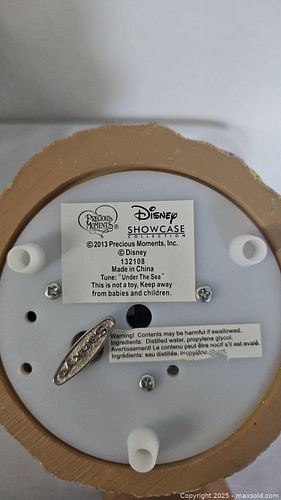 Precious
Moments®
Disney
SHOWCASE
COLLECTION
©2013 Precious Moments, Inc.
©Disney
132108
Made in China
Tune: "Under The Sea"
This is not a toy. Keep away
from babies and children.
Warning! Contents may be harmful if swallowed.
Ingredients: Distilled water, propylene glycol.
Avertissement! Le contenu peut être nocif s'il est avalé.
Ingrédients: eau distillée, propylène
Copyright 2025 - maxsold.com